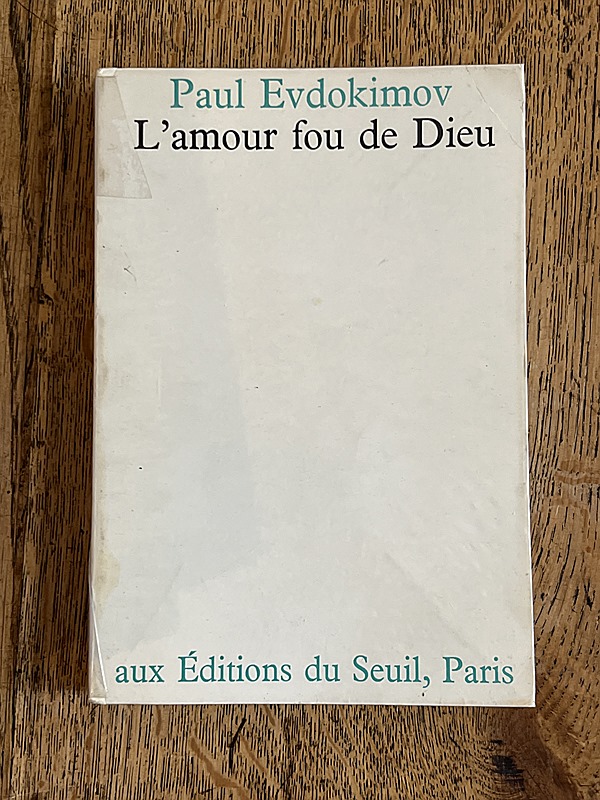 Paul Evdokimov
L'amour fou de Dieu
aux Éditions du Seuil, Paris